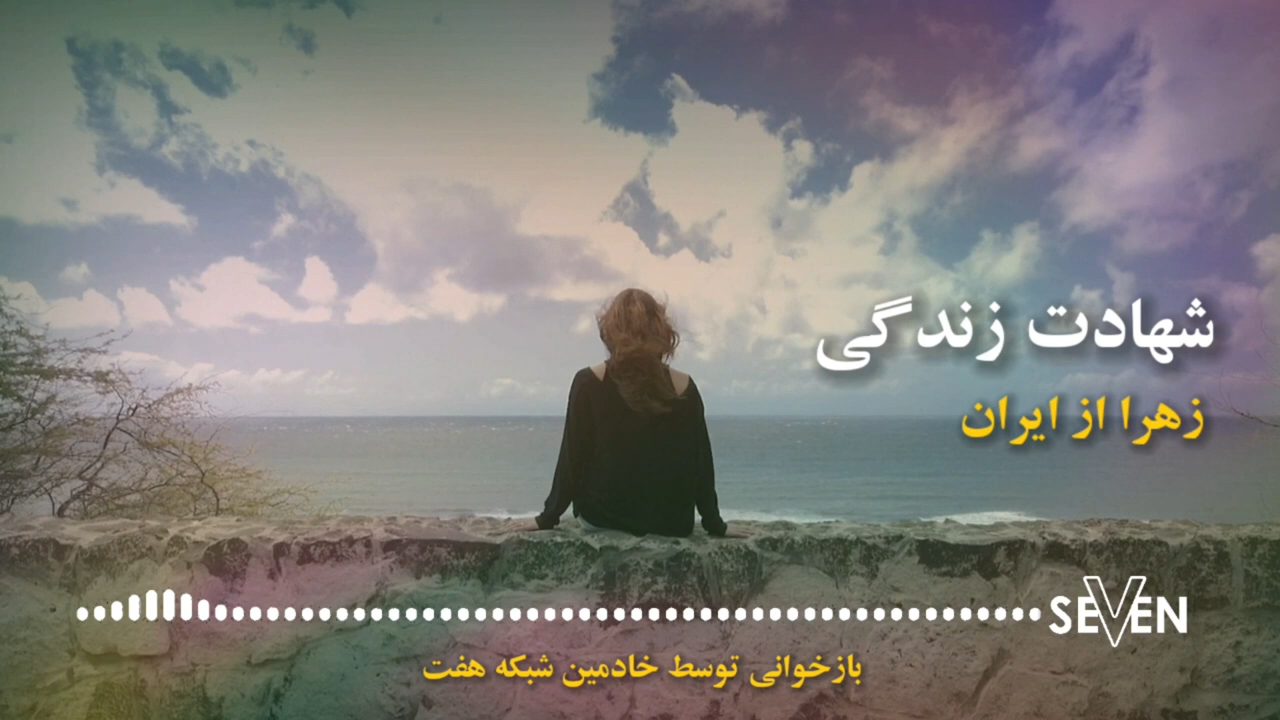 شهادت زندگی
زهرا از ایران
SEVEN
بازخوانی توسط خادمین شبکه هفت